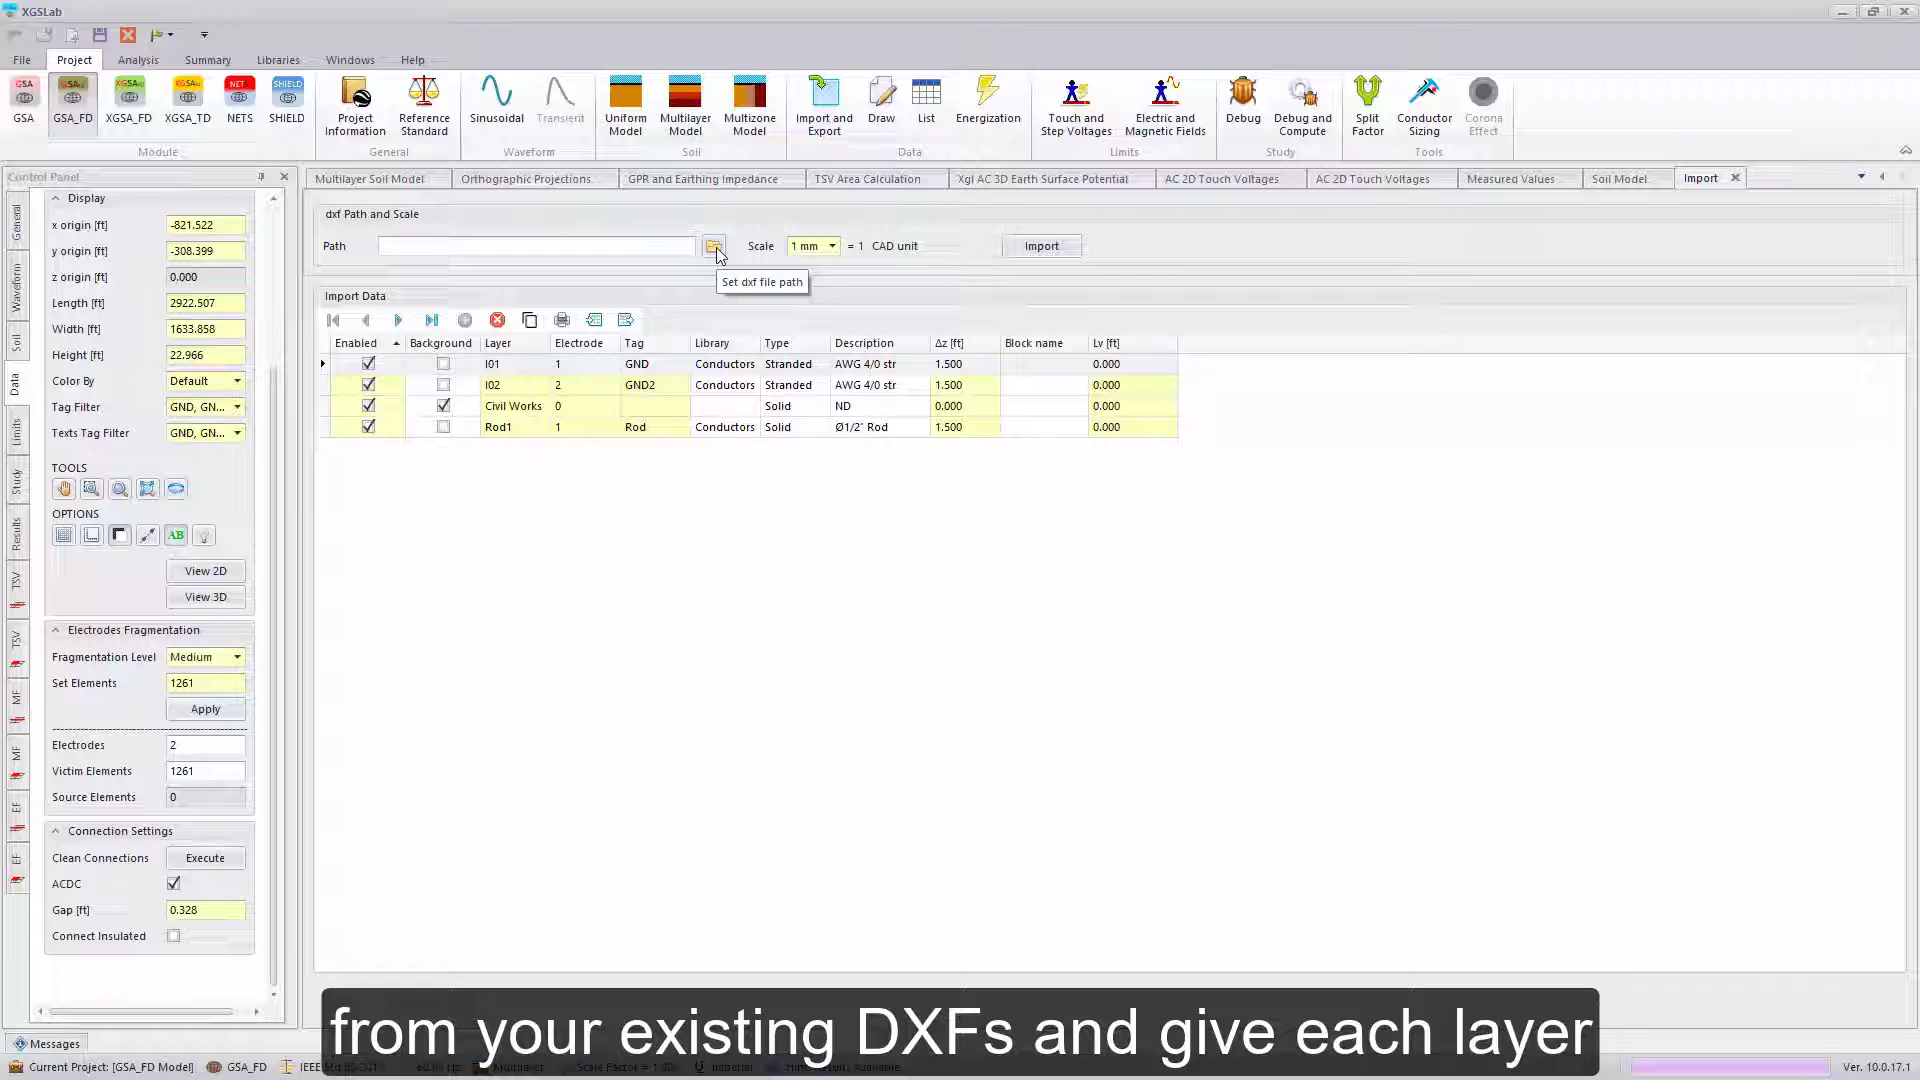 XGSLab
File Project Analysis Summary Libraries Windows Help
GSA GSA_FD XGSA_FD XGSA_TD NETS SHIELD
Project Information Reference Standard Sinusoidal Transient Uniform Model Multilayer Model Multizone Model Import and Export Draw List Energization Touch and Step Voltages Electric and Magnetic Fields Debug Debug and Compute Split Factor Conductor Sizing Corona Effect
Module General Waveform Soil Data Limits Study Tools
Control Panel
Multilayer Soil Model Orthographic Projections GPR and Earthing Impedance TSV Area Calculation Xgl AC 3D Earth Surface Potential AC 2D Touch Voltages AC 2D Touch Voltages Measured Values Soil Model Import
General
Waveform
Soil
Data
Limits
Study
Results
TSV
TSV
MF
MF
EF
EF
Display
x origin [ft] -821.522
y origin [ft] -308.399
z origin [ft] 0.000
Length [ft] 2922.507
Width [ft] 1633.858
Height [ft] 22.966
Color By Default
Tag Filter GND, GN...
Texts Tag Filter GND, GN...
TOOLS
OPTIONS
AB
View 2D
View 3D
Electrodes Fragmentation
Fragmentation Level Medium
Set Elements 1261
Apply
Electrodes 2
Victim Elements 1261
Source Elements 0
Connection Settings
Clean Connections Execute
ACDC
Gap [ft] 0.328
Connect Insulated
dxf Path and Scale
Path Scale 1 mm = 1 CAD unit Import
Set dxf file path
Import Data
Enabled Background Layer Electrode Tag Library Type Description Δz [ft] Block name Lv [ft]
I01 1 GND Conductors Stranded AWG 4/0 str 1.500 0.000
I02 2 GND2 Conductors Stranded AWG 4/0 str 1.500 0.000
Civil Works 0 Solid ND 0.000 0.000
Rod1 1 Rod Conductors Solid Ø1/2" Rod 1.500 0.000
from your existing DXFs and give each layer
Messages
Current Project: [GSA_FD Model] GSA_FD Ver. 10.0.17.1